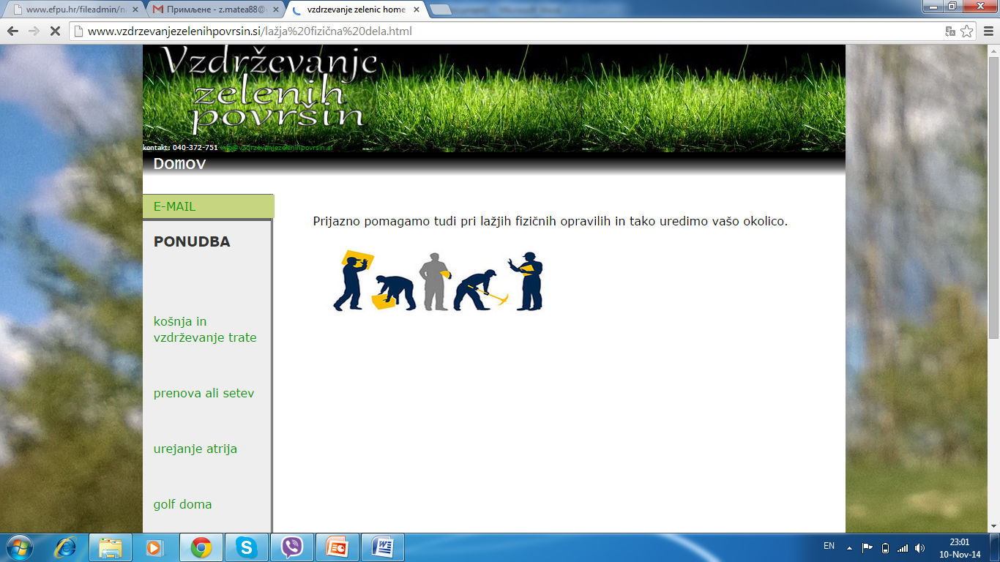 www.efpu.hr/fileadmin/n
Примљене - z.matea88@
vzdrzevanje zelenic home
Document1 - Microsoft Word
www.vzdrzevanjezelenihpovrsin.si/lažja%20fizična%20dela.html
Vzdrževanje
zelenih
površin
kontakt: 040-372-751 info@vzdrzevanjezelenihpovrsin.si
Domov
E-MAIL
Prijazno pomagamo tudi pri lažjih fizičnih opravilih in tako uredimo vašo okolico.
PONUDBA
košnja in
vzdrževanje trate
prenova ali setev
urejanje atrija
golf doma
EN
23:01
10-Nov-14